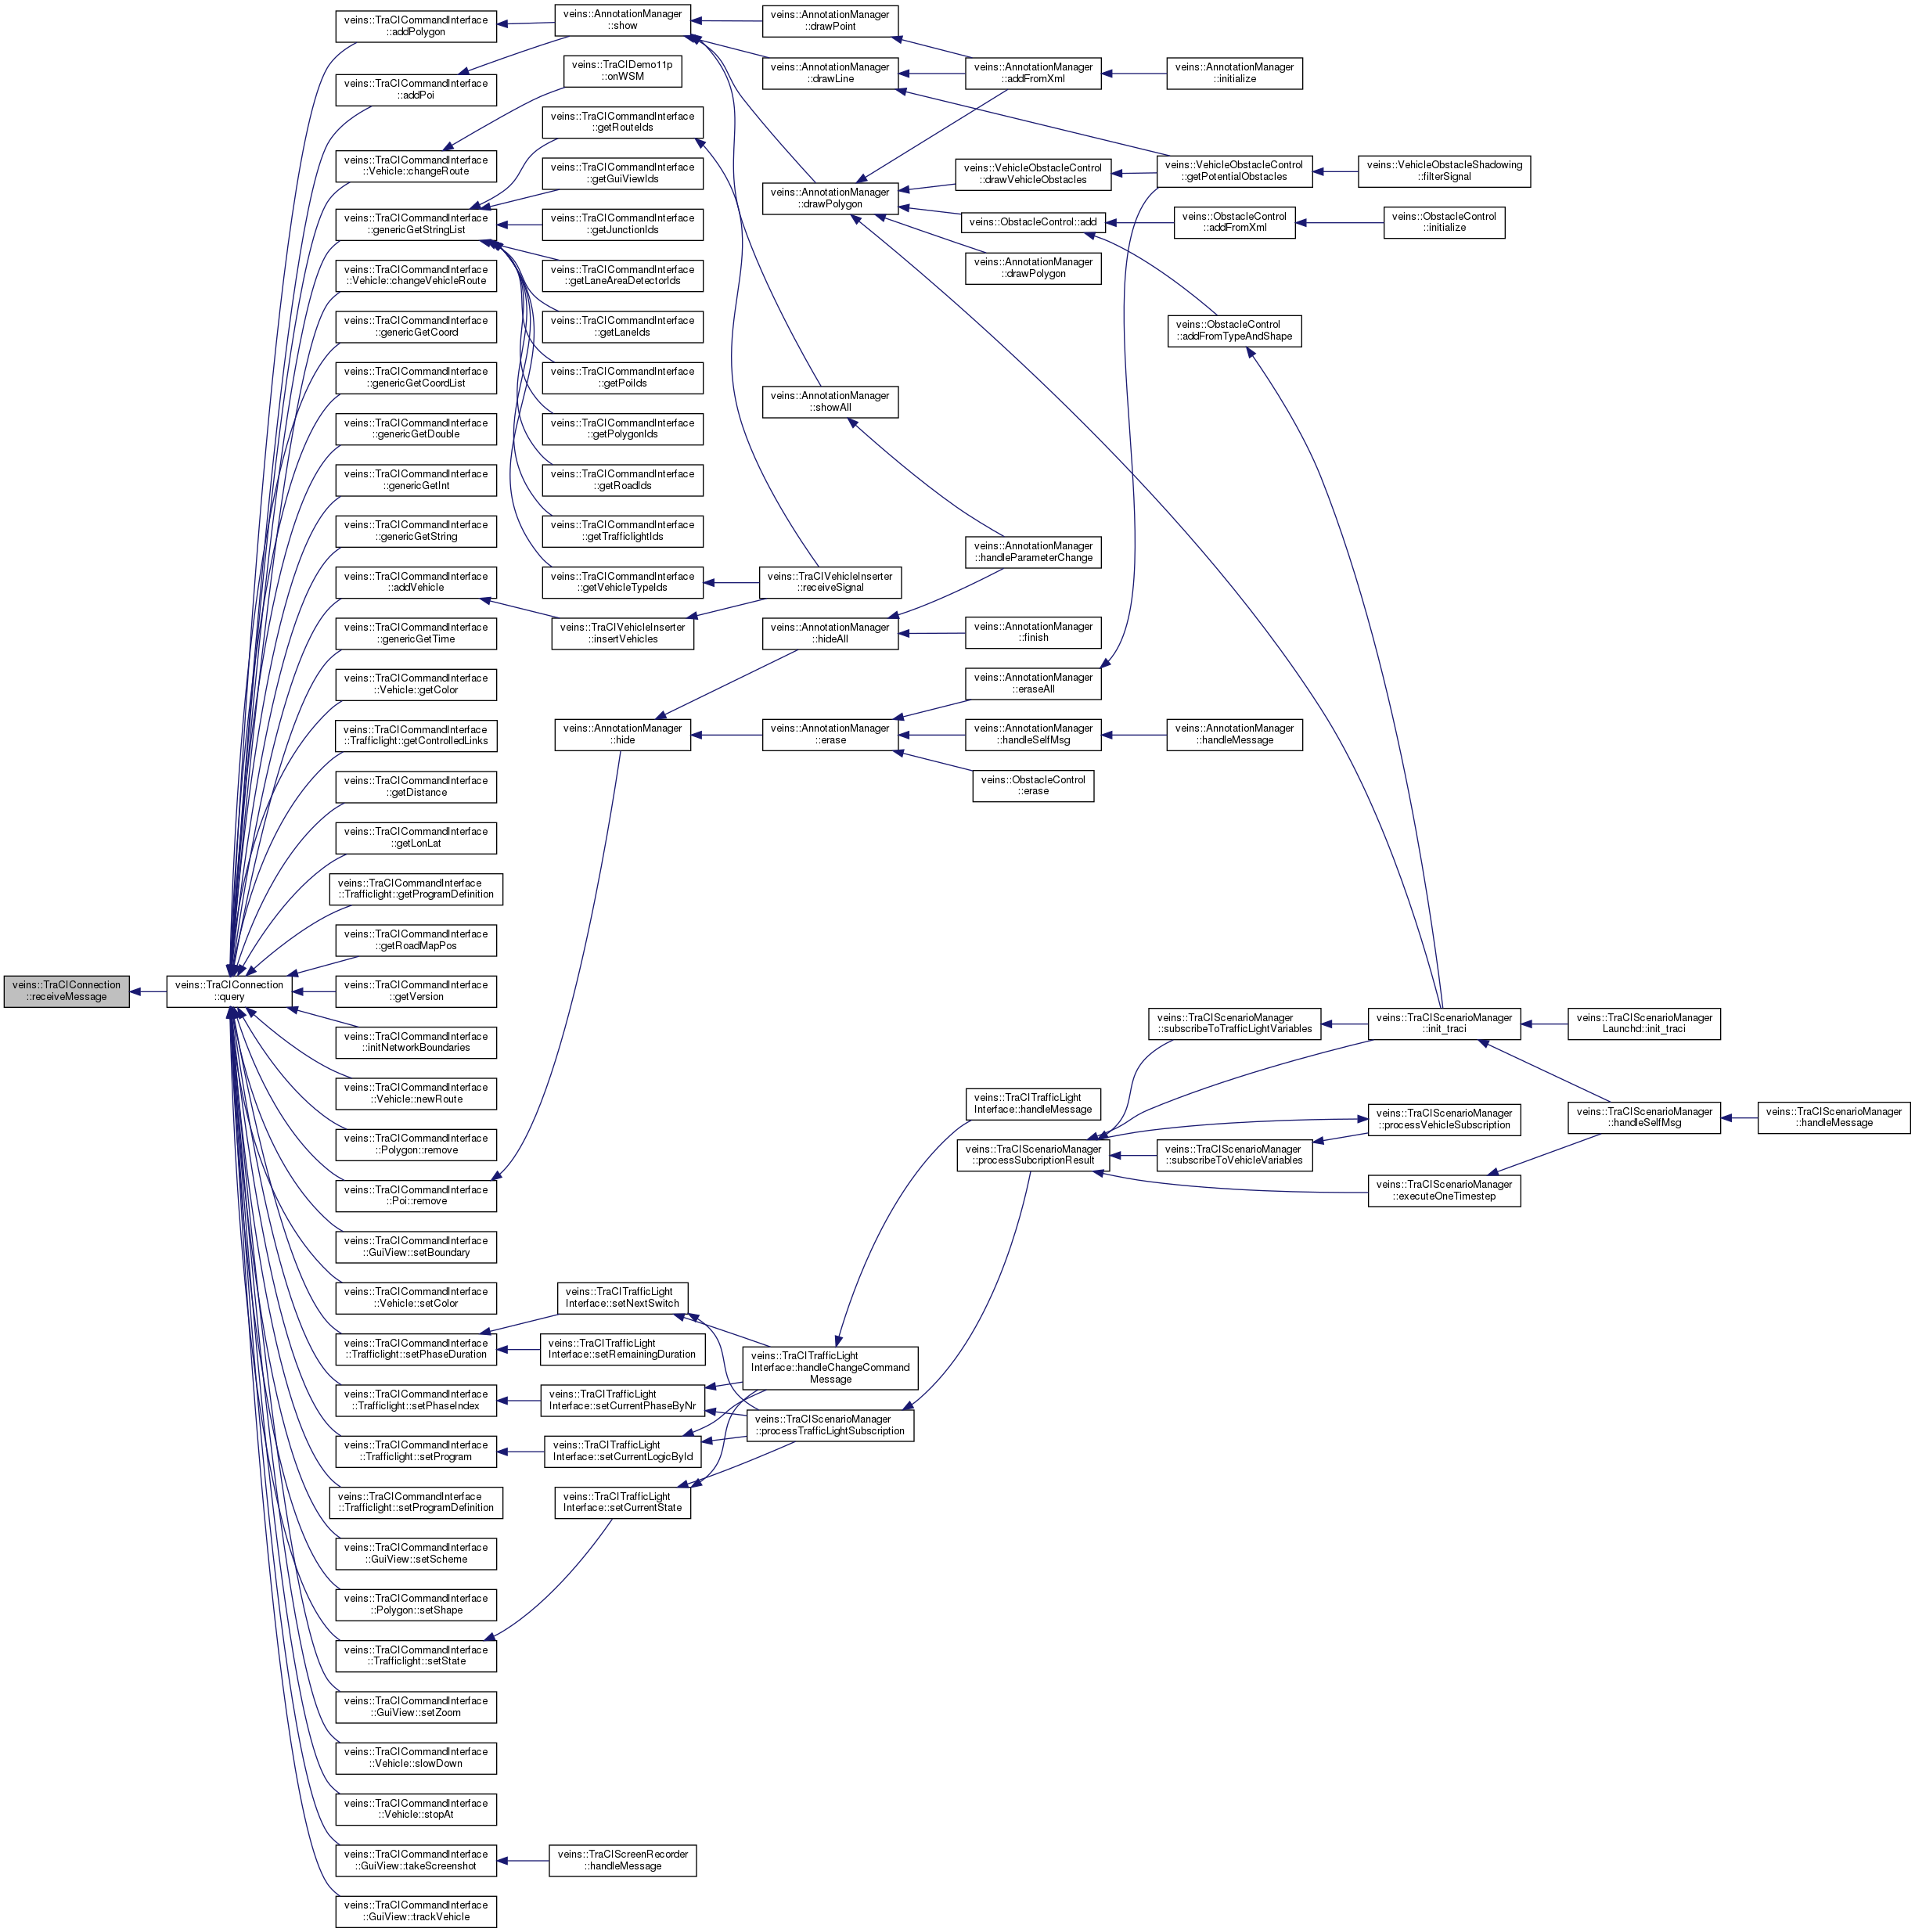 veins::TraCIConnection
::receiveMessage
veins::TraCIConnection
::query
veins::TraCICommandInterface
::addPolygon
veins::TraCICommandInterface
::addPoi
veins::TraCICommandInterface
::Vehicle::changeRoute
veins::TraCICommandInterface
::genericGetStringList
veins::TraCICommandInterface
::Vehicle::changeVehicleRoute
veins::TraCICommandInterface
::genericGetCoord
veins::TraCICommandInterface
::genericGetCoordList
veins::TraCICommandInterface
::genericGetDouble
veins::TraCICommandInterface
::genericGetInt
veins::TraCICommandInterface
::genericGetString
veins::TraCICommandInterface
::addVehicle
veins::TraCICommandInterface
::genericGetTime
veins::TraCICommandInterface
::Vehicle::getColor
veins::TraCICommandInterface
::Trafficlight::getControlledLinks
veins::TraCICommandInterface
::getDistance
veins::TraCICommandInterface
::getLonLat
veins::TraCICommandInterface
::Trafficlight::getProgramDefinition
veins::TraCICommandInterface
::getRoadMapPos
veins::TraCICommandInterface
::getVersion
veins::TraCICommandInterface
::initNetworkBoundaries
veins::TraCICommandInterface
::Vehicle::newRoute
veins::TraCICommandInterface
::Polygon::remove
veins::TraCICommandInterface
::Poi::remove
veins::TraCICommandInterface
::GuiView::setBoundary
veins::TraCICommandInterface
::Vehicle::setColor
veins::TraCICommandInterface
::Trafficlight::setPhaseDuration
veins::TraCICommandInterface
::Trafficlight::setPhaseIndex
veins::TraCICommandInterface
::Trafficlight::setProgram
veins::TraCICommandInterface
::Trafficlight::setProgramDefinition
veins::TraCICommandInterface
::GuiView::setScheme
veins::TraCICommandInterface
::Polygon::setShape
veins::TraCICommandInterface
::Trafficlight::setState
veins::TraCICommandInterface
::GuiView::setZoom
veins::TraCICommandInterface
::Vehicle::slowDown
veins::TraCICommandInterface
::Vehicle::stopAt
veins::TraCICommandInterface
::GuiView::takeScreenshot
veins::TraCICommandInterface
::GuiView::trackVehicle
veins::AnnotationManager
::show
veins::TraCIDemo11p
::onWSM
veins::TraCICommandInterface
::getRouteIds
veins::TraCICommandInterface
::getGuiViewIds
veins::TraCICommandInterface
::getJunctionIds
veins::TraCICommandInterface
::getLaneAreaDetectorIds
veins::TraCICommandInterface
::getLaneIds
veins::TraCICommandInterface
::getPoiIds
veins::TraCICommandInterface
::getPolygonIds
veins::TraCICommandInterface
::getRoadIds
veins::TraCICommandInterface
::getTrafficlightIds
veins::TraCICommandInterface
::getVehicleTypeIds
veins::TraCIVehicleInserter
::insertVehicles
veins::AnnotationManager
::hide
veins::TraCITrafficLight
Interface::setNextSwitch
veins::TraCITrafficLight
Interface::setRemainingDuration
veins::TraCITrafficLight
Interface::setCurrentPhaseByNr
veins::TraCITrafficLight
Interface::setCurrentLogicById
veins::TraCITrafficLight
Interface::setCurrentState
veins::TraCIScreenRecorder
::handleMessage
veins::AnnotationManager
::drawPoint
veins::AnnotationManager
::drawLine
veins::AnnotationManager
::drawPolygon
veins::AnnotationManager
::showAll
veins::TraCIVehicleInserter
::receiveSignal
veins::AnnotationManager
::hideAll
veins::AnnotationManager
::erase
veins::TraCITrafficLight
Interface::handleChangeCommand
Message
veins::TraCIScenarioManager
::processTrafficLightSubscription
veins::AnnotationManager
::addFromXml
veins::VehicleObstacleControl
::drawVehicleObstacles
veins::ObstacleControl::add
veins::AnnotationManager
::drawPolygon
veins::AnnotationManager
::handleParameterChange
veins::AnnotationManager
::finish
veins::AnnotationManager
::eraseAll
veins::AnnotationManager
::handleSelfMsg
veins::ObstacleControl
::erase
veins::TraCITrafficLight
Interface::handleMessage
veins::TraCIScenarioManager
::processSubcriptionResult
veins::AnnotationManager
::initialize
veins::VehicleObstacleControl
::getPotentialObstacles
veins::ObstacleControl
::addFromXml
veins::ObstacleControl
::addFromTypeAndShape
veins::AnnotationManager
::handleMessage
veins::TraCIScenarioManager
::subscribeToTrafficLightVariables
veins::TraCIScenarioManager
::subscribeToVehicleVariables
veins::VehicleObstacleShadowing
::filterSignal
veins::ObstacleControl
::initialize
veins::TraCIScenarioManager
::init_traci
veins::TraCIScenarioManager
::processVehicleSubscription
veins::TraCIScenarioManager
::executeOneTimestep
veins::TraCIScenarioManager
Launchd::init_traci
veins::TraCIScenarioManager
::handleSelfMsg
veins::TraCIScenarioManager
::handleMessage